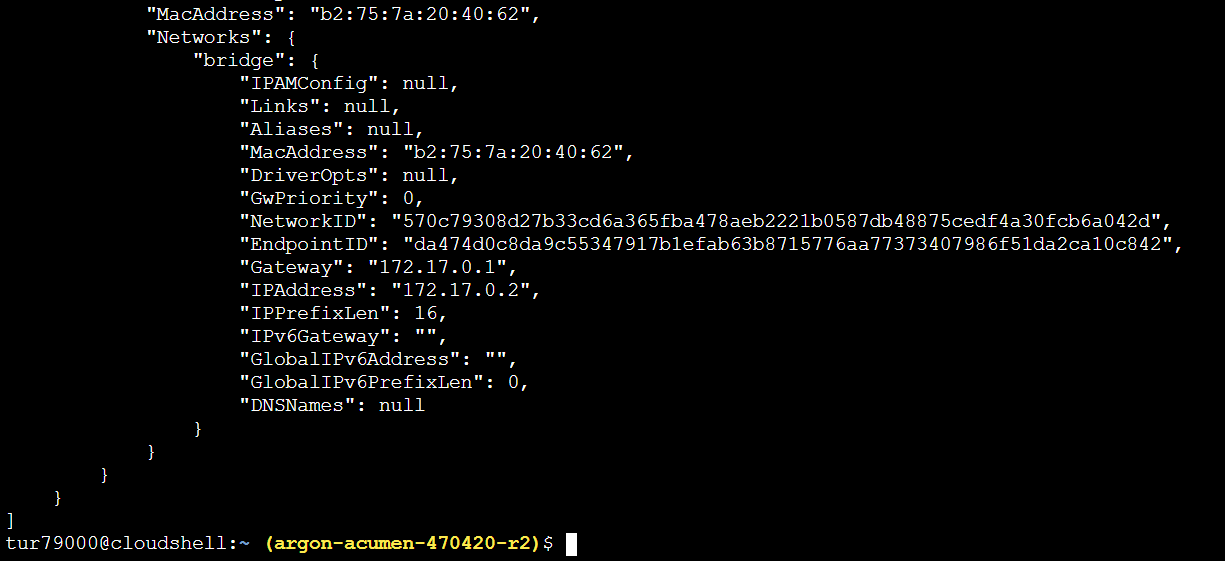 "MacAddress": "b2:75:7a:20:40:62",
"Networks": {
"bridge": {
"IPAMConfig": null,
"Links": null,
"Aliases": null,
"MacAddress": "b2:75:7a:20:40:62",
"DriverOpts": null,
"GwPriority": 0,
"NetworkID": "570c79308d27b33cd6a365fba478aeb2221b0587db48875cedf4a30fcb6a042d",
"EndpointID": "da474d0c8da9c55347917b1efab63b8715776aa77373407986f51da2ca10c842",
"Gateway": "172.17.0.1",
"IPAddress": "172.17.0.2",
"IPPrefixLen": 16,
"IPv6Gateway": "",
"GlobalIPv6Address": "",
"GlobalIPv6PrefixLen": 0,
"DNSNames": null
}
}
}
}
]
tur79000@cloudshell:~ (argon-acumen-470420-r2)$